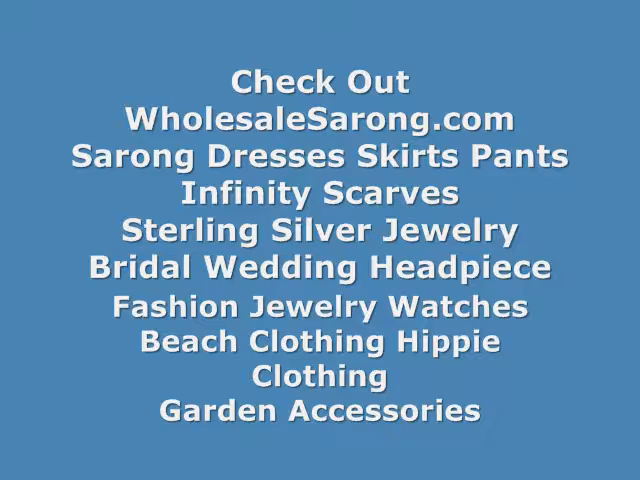 Check Out
WholesaleSarong.com
Sarong Dresses Skirts Pants
Infinity Scarves
Sterling Silver Jewelry
Bridal Wedding Headpiece
Fashion Jewelry Watches
Beach Clothing Hippie
Clothing
Garden Accessories